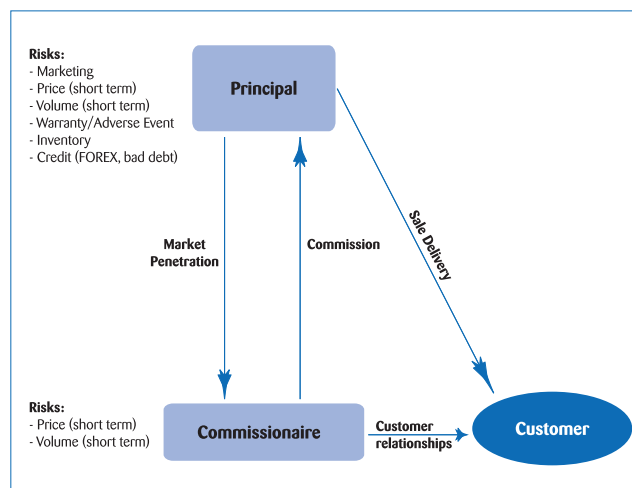 Risks:
- Marketing
- Price (short term)
- Volume (short term)
- Warranty/Adverse Event
- Inventory
- Credit (FOREX, bad debt)
Principal
Market
Penetration
Commission
Sale Delivery
Risks:
- Price (short term)
- Volume (short term)
Commissionaire
Customer
relationships
Customer